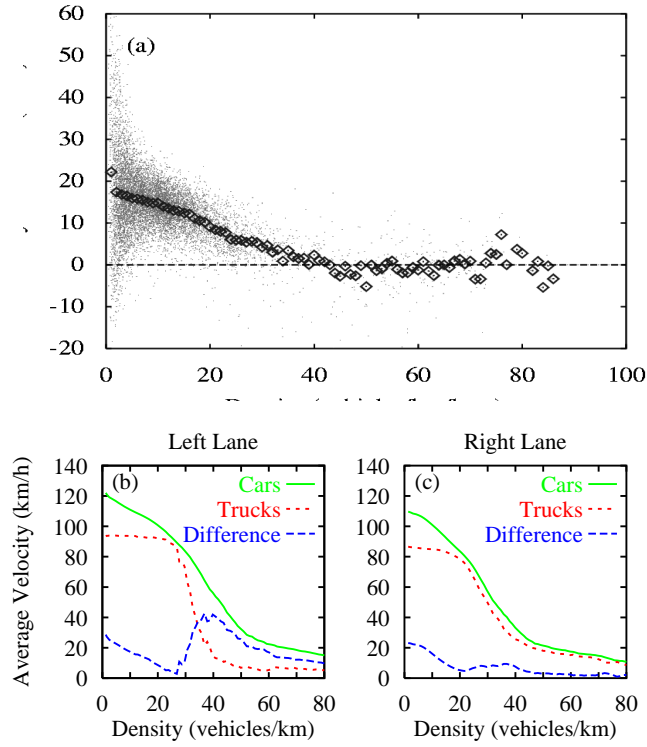 60
(a)
50
40
30
20
10
0
-10
-20
0 20 40 60 80 100
Left Lane Right Lane
140 (b) Cars 140 (c) Cars
120 Trucks 120 Trucks
100 Difference 100 Difference
80 80
60 60
40 40
20 20
0 0
0 20 40 60 80 0 20 40 60 80
Average Velocity (km/h)
Density (vehicles/km) Density (vehicles/km)